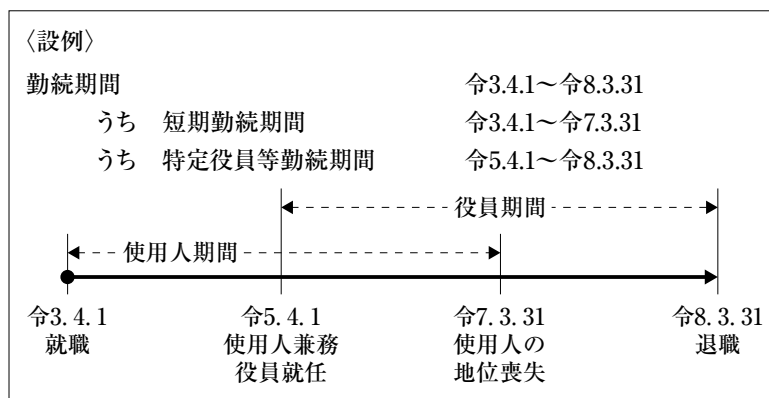 〈設例〉
勤続期間 令3.4.1～令8.3.31
うち 短期勤続期間 令3.4.1～令7.3.31
うち 特定役員等勤続期間 令5.4.1～令8.3.31
役員期間
使用人期間
令3.4.1 令5.4.1 令7.3.31 令8.3.31
就職 使用人兼務 使用人の 退職
役員就任 地位喪失